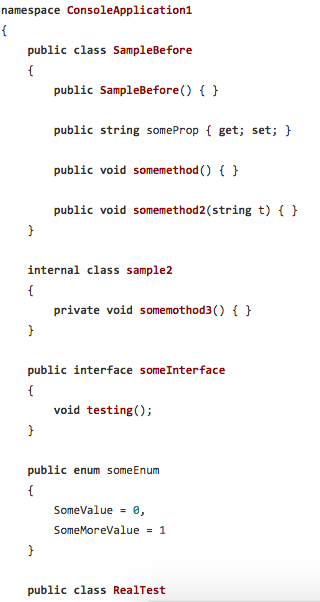 namespace ConsoleApplication1
{
    public class SampleBefore
    {
        public SampleBefore() { }

        public string someProp { get; set; }

        public void somemethod() { }

        public void somemethod2(string t) { }
    }

    internal class sample2
    {
        private void somemothod3() { }
    }

    public interface someInterface
    {
        void testing();
    }

    public enum someEnum
    {
        SomeValue = 0,
        SomeMoreValue = 1
    }

    public class RealTest